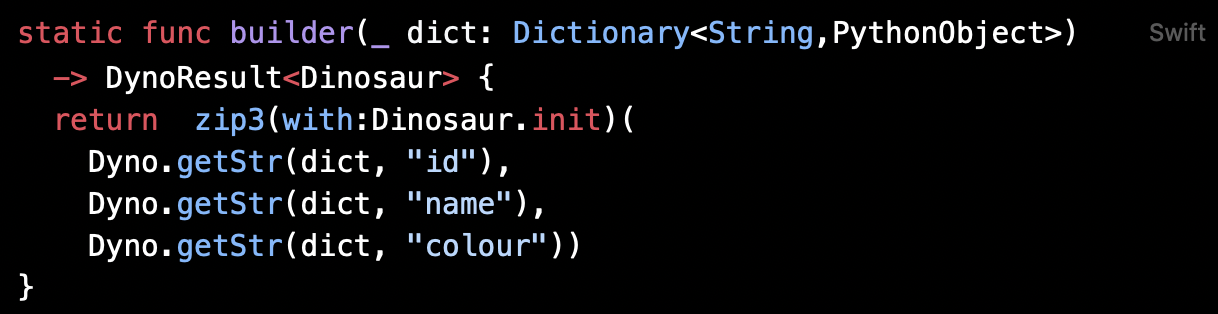 static func builder(_ dict: Dictionary<String,PythonObject>)
Swift
-> DynoResult<Dinosaur> {
return  zip3(with:Dinosaur.init)(
Dyno.getStr(dict, "id"),
Dyno.getStr(dict, "name"),
Dyno.getStr(dict, "colour"))
}